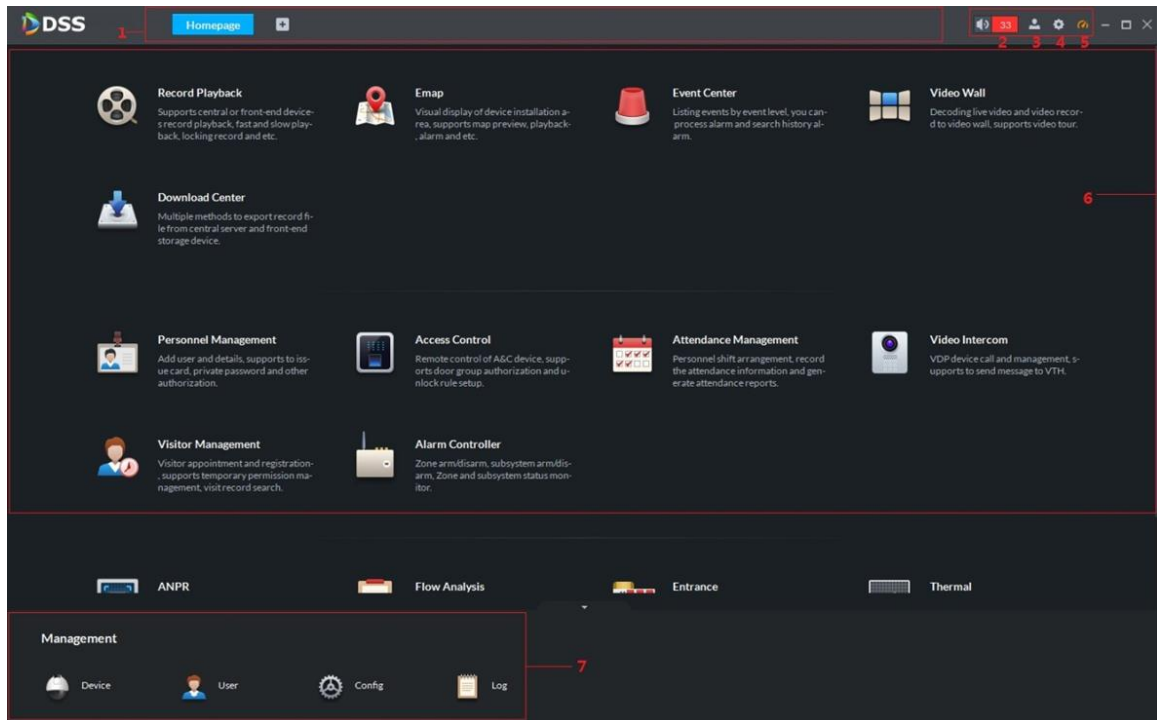 DSS
1
Homepage
33
2 3 4 5
Record Playback
Supports central or front-end device-
s record playback, fast and slow play-
back, locking record and etc.
Emap
Visual display of device installation a-
rea, supports map preview, playback-
, alarm and etc.
Event Center
Listing events by event level, you can-
process alarm and search history al-
arm.
Video Wall
Decoding live video and video recor-
d to video wall, supports video tour.
Download Center
Multiple methods to export record fi-
le from central server and front-end
storage device.
6
Personnel Management
Add user and details, supports to iss-
ue card, private password and other
authorization.
Access Control
Remote control of A&C device, supp-
orts door group authorization and u-
nlock rule setup.
Attendance Management
Personnel shift arrangement, record
the attendance information and gen-
erate attendance reports.
Video Intercom
VDP device call and management, s-
upports to send message to VTH.
Visitor Management
Visitor appointment and registration-
, supports temporary permission ma-
nagement, visit record search.
Alarm Controller
Zone arm/disarm, subsystem arm/dis-
arm, Zone and subsystem status mon-
itor.
ANPR
Flow Analysis
Entrance
Thermal
Management
7
Device
User
Config
Log